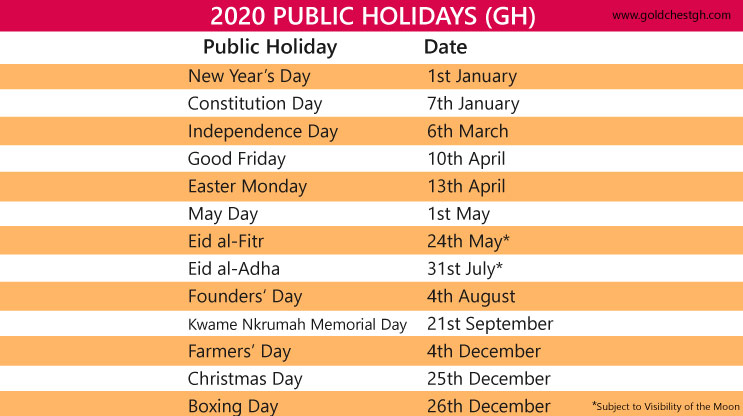 2020 PUBLIC HOLIDAYS (GH) www.goldchestgh.com
Public Holiday Date
New Year’s Day 1st January
Constitution Day 7th January
Independence Day 6th March
Good Friday 10th April
Easter Monday 13th April
May Day 1st May
Eid al-Fitr 24th May*
Eid al-Adha 31st July*
Founders’ Day 4th August
Kwame Nkrumah Memorial Day 21st September
Farmers’ Day 4th December
Christmas Day 25th December
Boxing Day 26th December *Subject to Visibility of the Moon